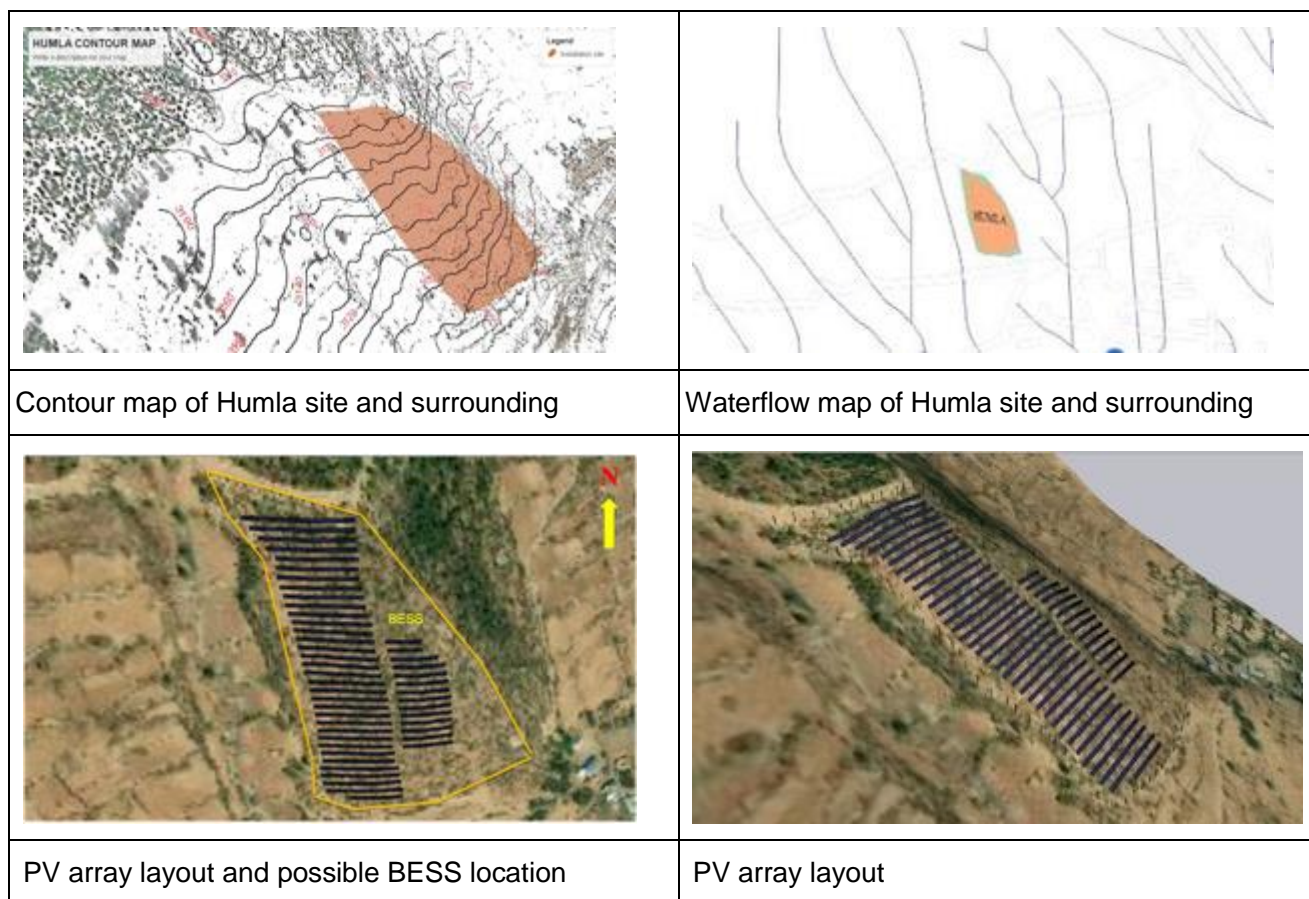 HUMLA CONTOUR MAP
Legend
HUMLA
Contour map of Humla site and surrounding
Waterflow map of Humla site and surrounding
N
BESS
PV array layout and possible BESS location
PV array layout